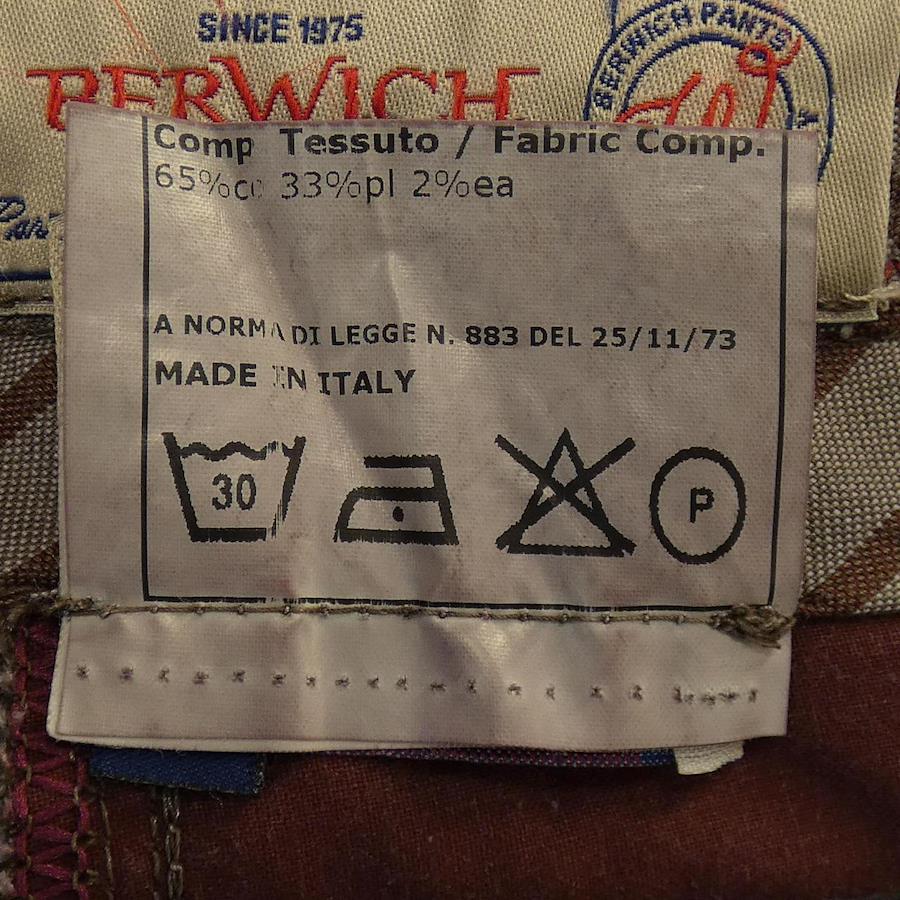 SINCE 1975
BERWICH
BERWICH PANTS
Comp Tessuto / Fabric Comp.
65%co 33%pl 2%ea
A NORMA DI LEGGE N. 883 DEL 25/11/73
MADE IN ITALY
30
P